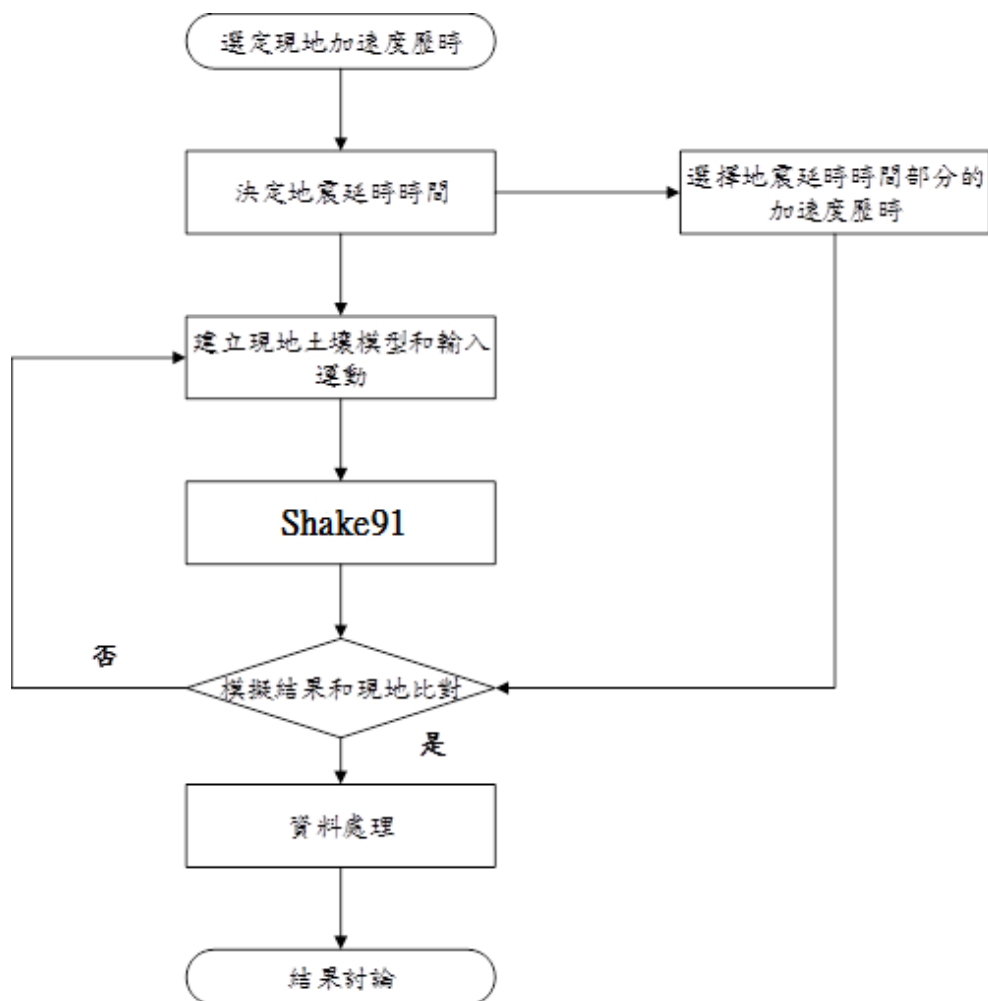 選定現地加速度歷時
決定地震延時時間
選擇地震延時時間部分的
加速度歷時
建立現地土壤模型和輸入
運動
Shake91
否
模擬結果和現地比對
是
資料處理
結果討論